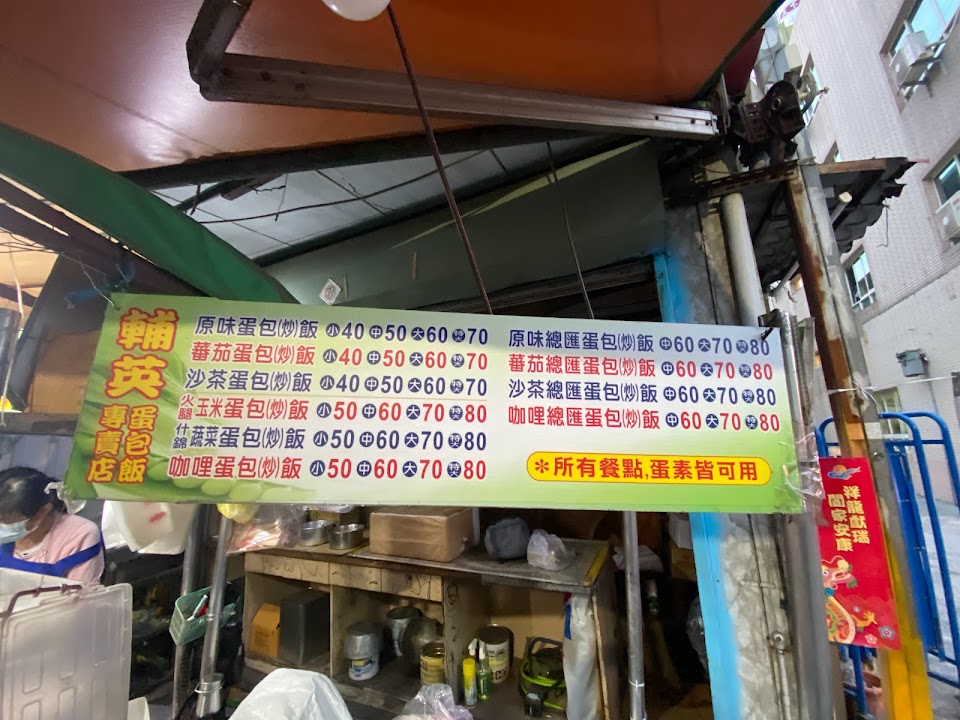 輔英
蛋包飯
專賣店
原味蛋包(炒)飯 小40 中50 大60 特大70
蕃茄蛋包(炒)飯 小40 中50 大60 特大70
沙茶蛋包(炒)飯 小40 中50 大60 特大70
火腿玉米蛋包(炒)飯 小50 中60 大70 特大80
什錦蔬菜蛋包(炒)飯 小50 中60 大70 特大80
咖哩蛋包(炒)飯 小50 中60 大70 特大80
原味總匯蛋包(炒)飯 中60 大70 特大80
蕃茄總匯蛋包(炒)飯 中60 大70 特大80
沙茶總匯蛋包(炒)飯 中60 大70 特大80
咖哩總匯蛋包(炒)飯 中60 大70 特大80
*所有餐點,蛋素皆可用
祥龍獻瑞
闔家安康